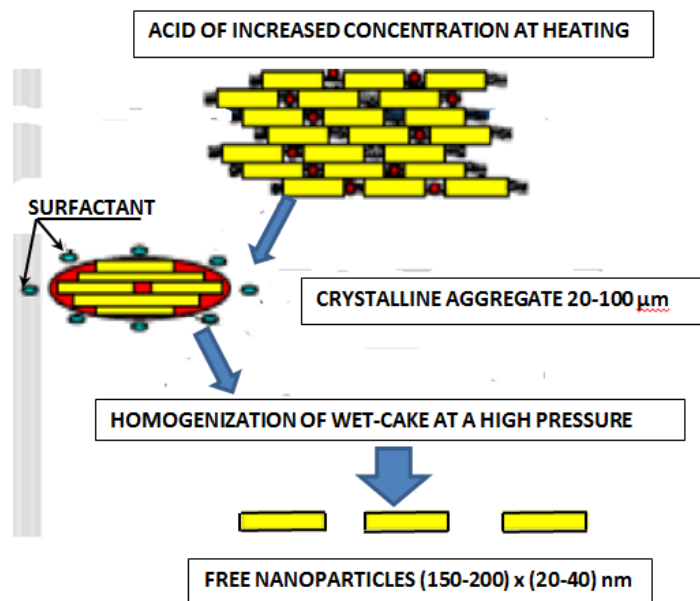 ACID OF INCREASED CONCENTRATION AT HEATING
SURFACTANT
CRYSTALLINE AGGREGATE 20-100 µm
HOMOGENIZATION OF WET-CAKE AT A HIGH PRESSURE
FREE NANOPARTICLES (150-200) x (20-40) nm